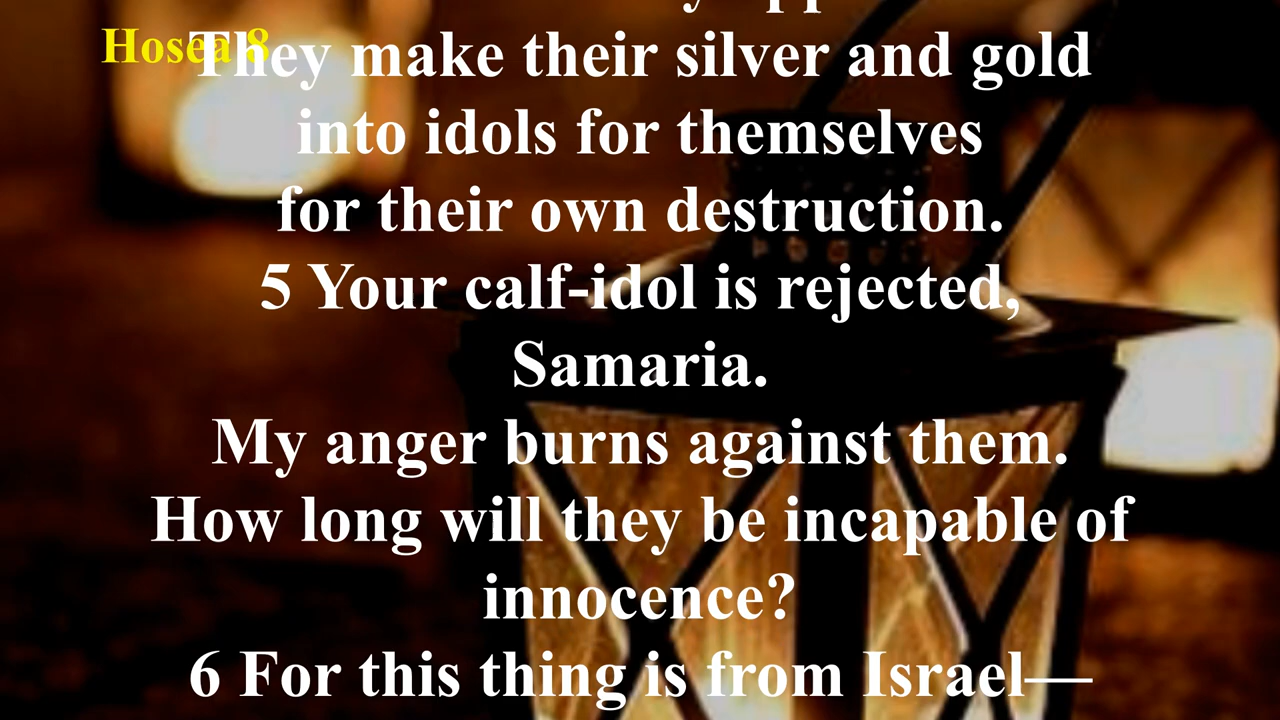 Hosea 8
They make their silver and gold
into idols for themselves
for their own destruction.
5 Your calf-idol is rejected,
Samaria.
My anger burns against them.
How long will they be incapable of
innocence?
6 For this thing is from Israel—